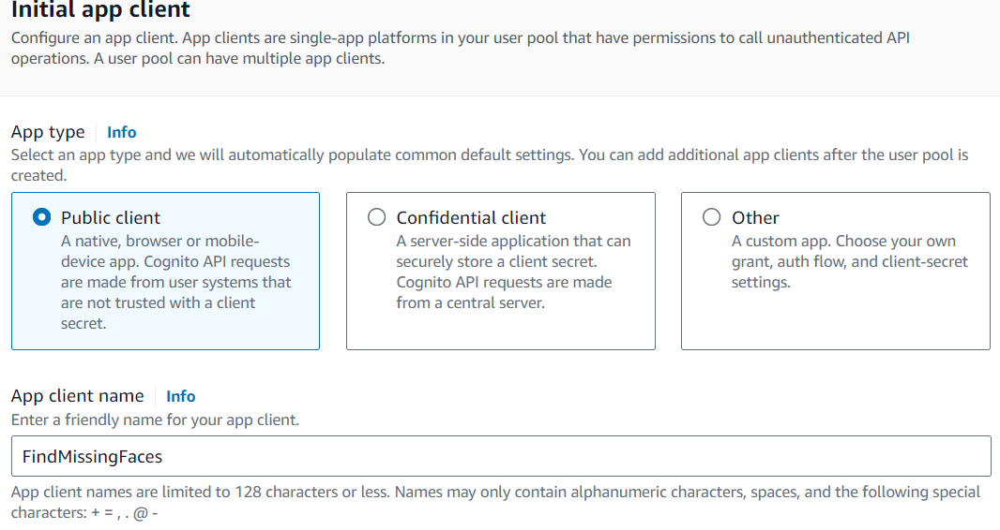 Initial app client
Configure an app client. App clients are single-app platforms in your user pool that have permissions to call unauthenticated API
operations. A user pool can have multiple app clients.
App type
Info
Select an app type and we will automatically populate common default settings. You can add additional app clients after the user pool is
created.
Public client
A native, browser or mobile-
device app. Cognito API requests
are made from user systems that
are not trusted with a client
secret.
Confidential client
A server-side application that can
securely store a client secret.
Cognito API requests are made
from a central server.
Other
A custom app. Choose your own
grant, auth flow, and client-secret
settings.
App client name
Info
Enter a friendly name for your app client.
FindMissingFaces
App client names are limited to 128 characters or less. Names may only contain alphanumeric characters, spaces, and the following special
characters: + = , . @ -